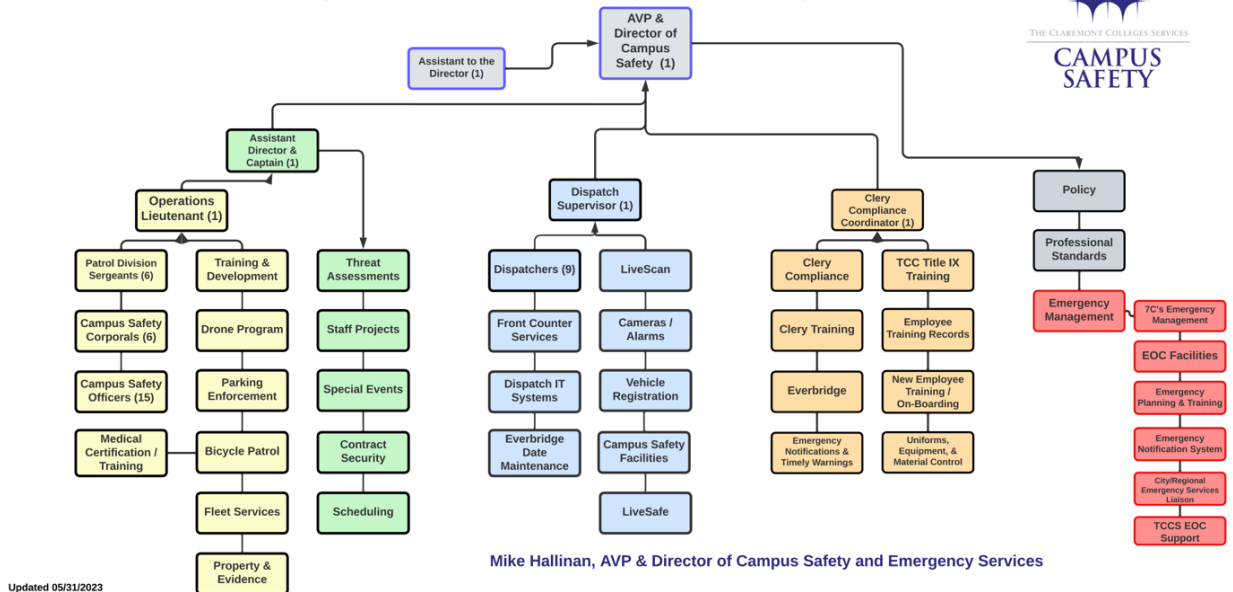 AVP &
Director of
Campus
Safety (1)
Assistant to the
Director (1)
THE CLAREMONT COLLEGES SERVICES
CAMPUS
SAFETY
Assistant
Director &
Captain (1)
Operations
Lieutenant (1)
Dispatch
Supervisor (1)
Clery
Compliance
Coordinator (1)
Policy
Patrol Division
Sergeants (6)
Training &
Development
Threat
Assessments
Dispatchers (9)
LiveScan
Clery
Compliance
TCC Title IX
Training
Professional
Standards
Campus Safety
Corporals (6)
Drone Program
Staff Projects
Front Counter
Services
Cameras /
Alarms
Clery Training
Employee
Training Records
Emergency
Management
7C's Emergency
Management
EOC Facilities
Campus Safety
Officers (15)
Parking
Enforcement
Special Events
Dispatch IT
Systems
Vehicle
Registration
Everbridge
New Employee
Training /
On-Boarding
Emergency
Planning & Training
Medical
Certification /
Training
Bicycle Patrol
Contract
Security
Everbridge
Date
Maintenance
Campus Safety
Facilities
Emergency
Notifications &
Timely Warnings
Uniforms,
Equipment, &
Material Control
Emergency
Notification System
City/Regional
Emergency Services
Liaison
Fleet Services
Scheduling
LiveSafe
TCCS EOC
Support
Property &
Evidence
Mike Hallinan, AVP & Director of Campus Safety and Emergency Services
Updated 05/31/2023